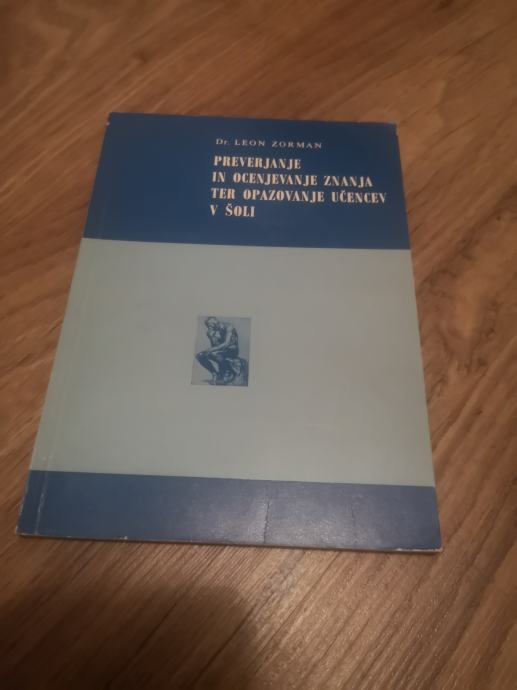 Dr. LEON ZORMAN
PREVERJANJE
IN OCENJEVANJE ZNANJA
TER OPAZOVANJE UČENCEV
V ŠOLI